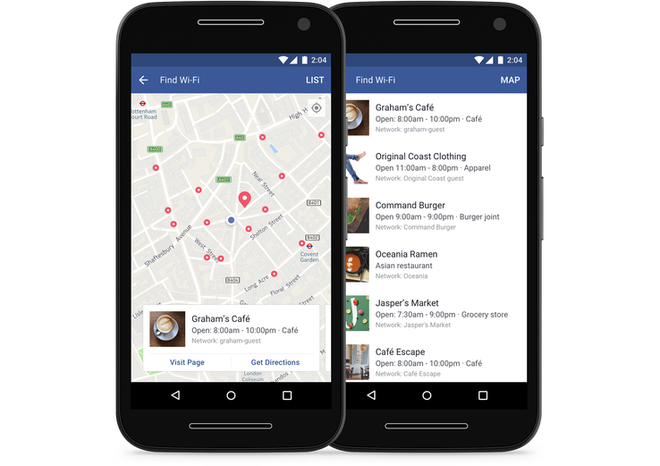 2:04
Find Wi-Fi
LIST
Tottenham
Court Road
High H
A40
B402
A40
A401
Neal Street
B401
Shelton Street
B402
Shaftesbury Avenue
West Street
Covent
Garden
B404
Long Acre
Floral Street
Graham's Café
Open: 8:00am - 10:00pm · Café
Network: graham-guest
Visit Page
Get Directions
London
Coliseum
2:04
Find Wi-Fi
MAP
Graham's Café
Open: 8:00am - 10:00pm · Café
Network: graham-guest
Original Coast Clothing
Open 11:00am - 8:00pm · Apparel
Network: Original Coast guest
Command Burger
Open 9:00am - 9:00pm · Burger joint
Network: Command Burger
Oceania Ramen
Asian restaurant
Network: Oceania
Jasper's Market
Open: 7:30am - 9:00pm · Grocery store
Network: Jasper's Market
Café Escape
Open: 8:00am - 10:00pm · Café
Network: Café Escape